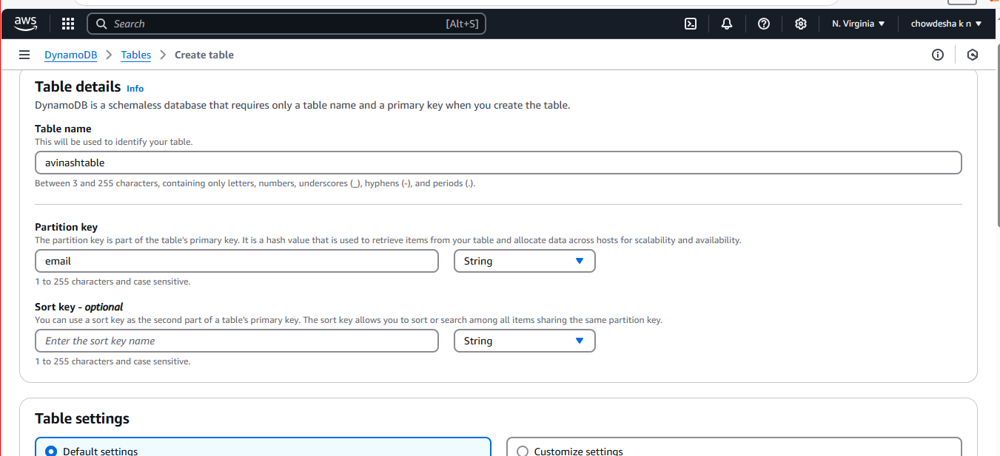 aws Search [Alt+S] N. Virginia ▼ chowdesha k n ▼
DynamoDB > Tables > Create table
Table details Info
DynamoDB is a schemaless database that requires only a table name and a primary key when you create the table.
Table name
This will be used to identify your table.
avinashtable
Between 3 and 255 characters, containing only letters, numbers, underscores (_), hyphens (-), and periods (.).
Partition key
The partition key is part of the table's primary key. It is a hash value that is used to retrieve items from your table and allocate data across hosts for scalability and availability.
email String
1 to 255 characters and case sensitive.
Sort key - optional
You can use a sort key as the second part of a table's primary key. The sort key allows you to sort or search among all items sharing the same partition key.
Enter the sort key name String
1 to 255 characters and case sensitive.
Table settings
Default settings Customize settings